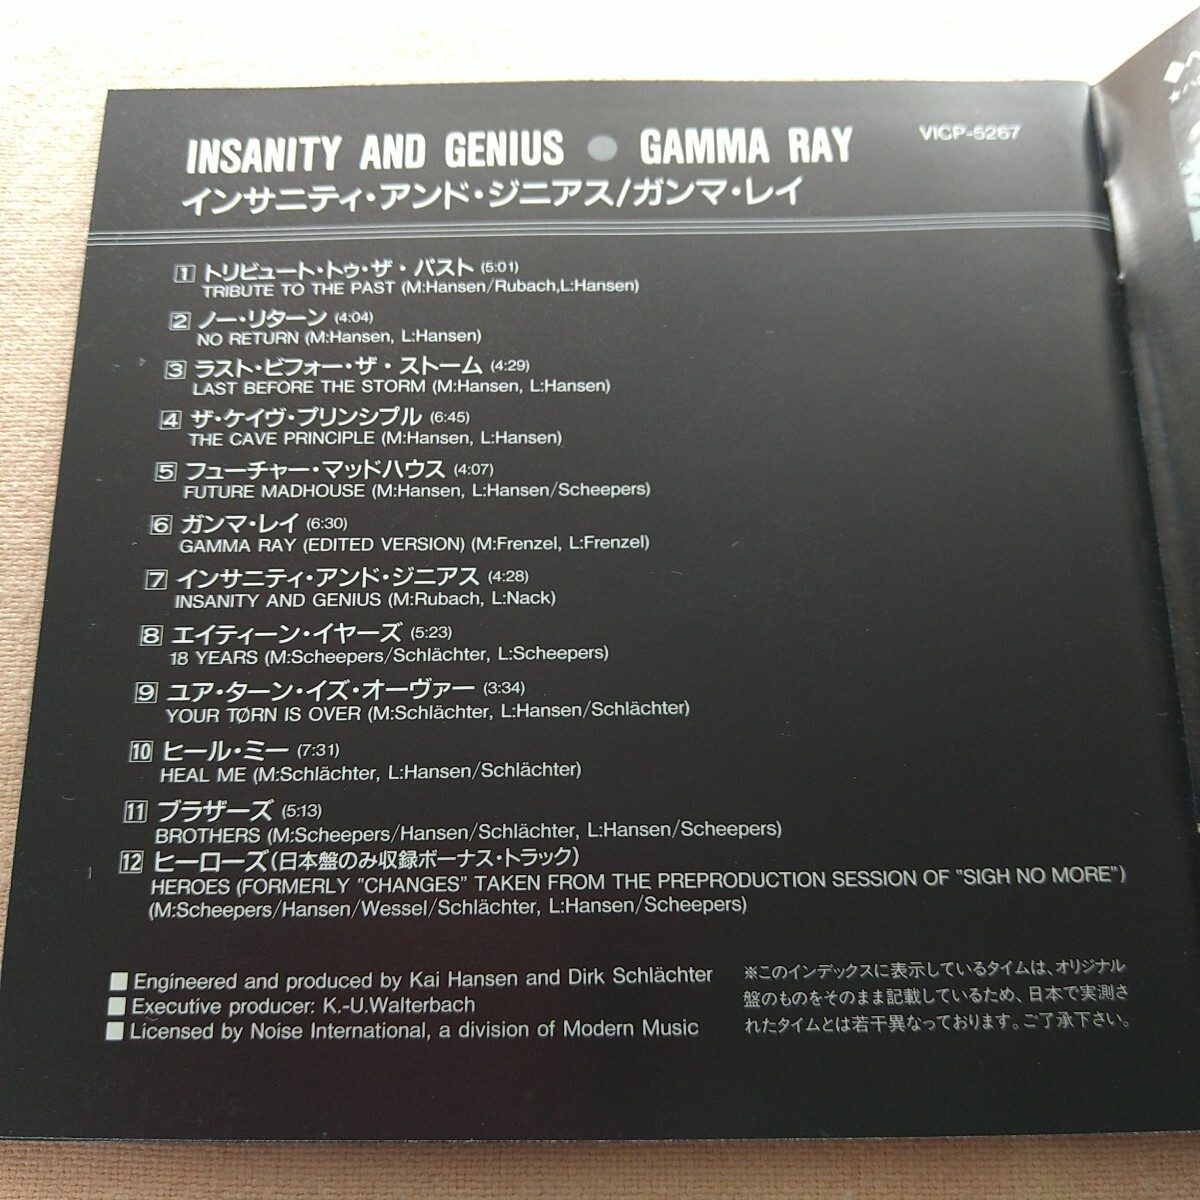 INSANITY AND GENIUS ● GAMMA RAY
VICP-5267
インサニティ・アンド・ジニアス/ガンマ・レイ
1 トリビュート・トゥ・ザ・パスト (5:01)
TRIBUTE TO THE PAST (M:Hansen/Rubach,L:Hansen)
2 ノー・リターン (4:04)
NO RETURN (M:Hansen, L:Hansen)
3 ラスト・ビフォー・ザ・ストーム (4:29)
LAST BEFORE THE STORM (M:Hansen, L:Hansen)
4 ザ・ケイヴ・プリンシプル (6:45)
THE CAVE PRINCIPLE (M:Hansen, L:Hansen)
5 フューチャー・マッドハウス (4:07)
FUTURE MADHOUSE (M:Hansen, L:Hansen/Scheepers)
6 ガンマ・レイ (6:30)
GAMMA RAY (EDITED VERSION) (M:Frenzel, L:Frenzel)
7 インサニティ・アンド・ジニアス (4:28)
INSANITY AND GENIUS (M:Rubach, L:Nack)
8 エイティーン・イヤーズ (5:23)
18 YEARS (M:Scheepers/Schlächter, L:Scheepers)
9 ユア・ターン・イズ・オーヴァー (3:34)
YOUR TØRN IS OVER (M:Schlächter, L:Hansen/Schlächter)
10 ヒール・ミー (7:31)
HEAL ME (M:Schlächter, L:Hansen/Schlächter)
11 ブラザーズ (5:13)
BROTHERS (M:Scheepers/Hansen/Schlächter, L:Hansen/Scheepers)
12 ヒーローズ(日本盤のみ収録ボーナス・トラック)
HEROES (FORMERLY "CHANGES" TAKEN FROM THE PREPRODUCTION SESSION OF "SIGH NO MORE")
(M:Scheepers/Hansen/Wessel/Schlächter, L:Hansen/Scheepers)
■ Engineered and produced by Kai Hansen and Dirk Schlächter
■ Executive producer: K.-U.Walterbach
■ Licensed by Noise International, a division of Modern Music
※このインデックスに表示しているタイムは、オリジナル
盤のものをそのまま記載しているため、日本で実測さ
れたタイムとは若干異なっております。ご了承下さい。